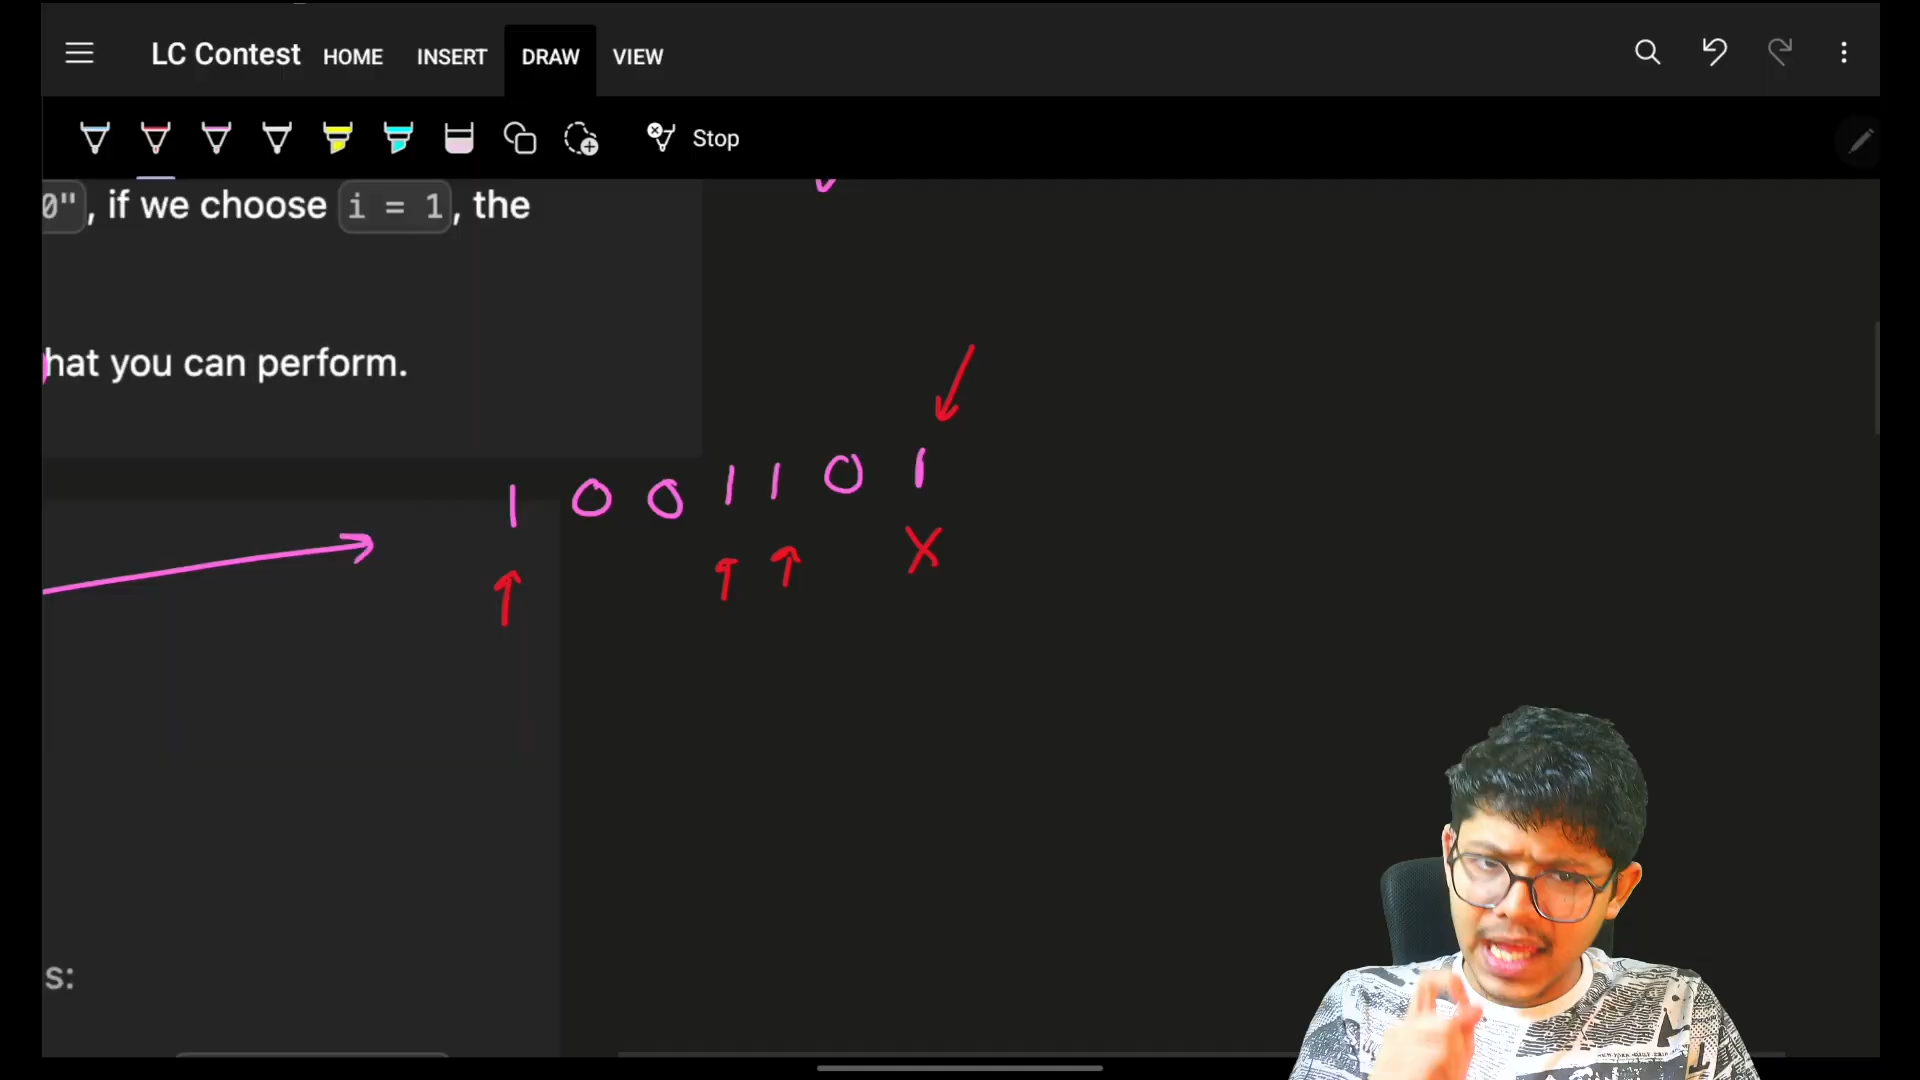 LC Contest HOME INSERT DRAW VIEW
Stop
0", if we choose i = 1, the
hat you can perform.
1 0 0 1 1 0 1
X
s: